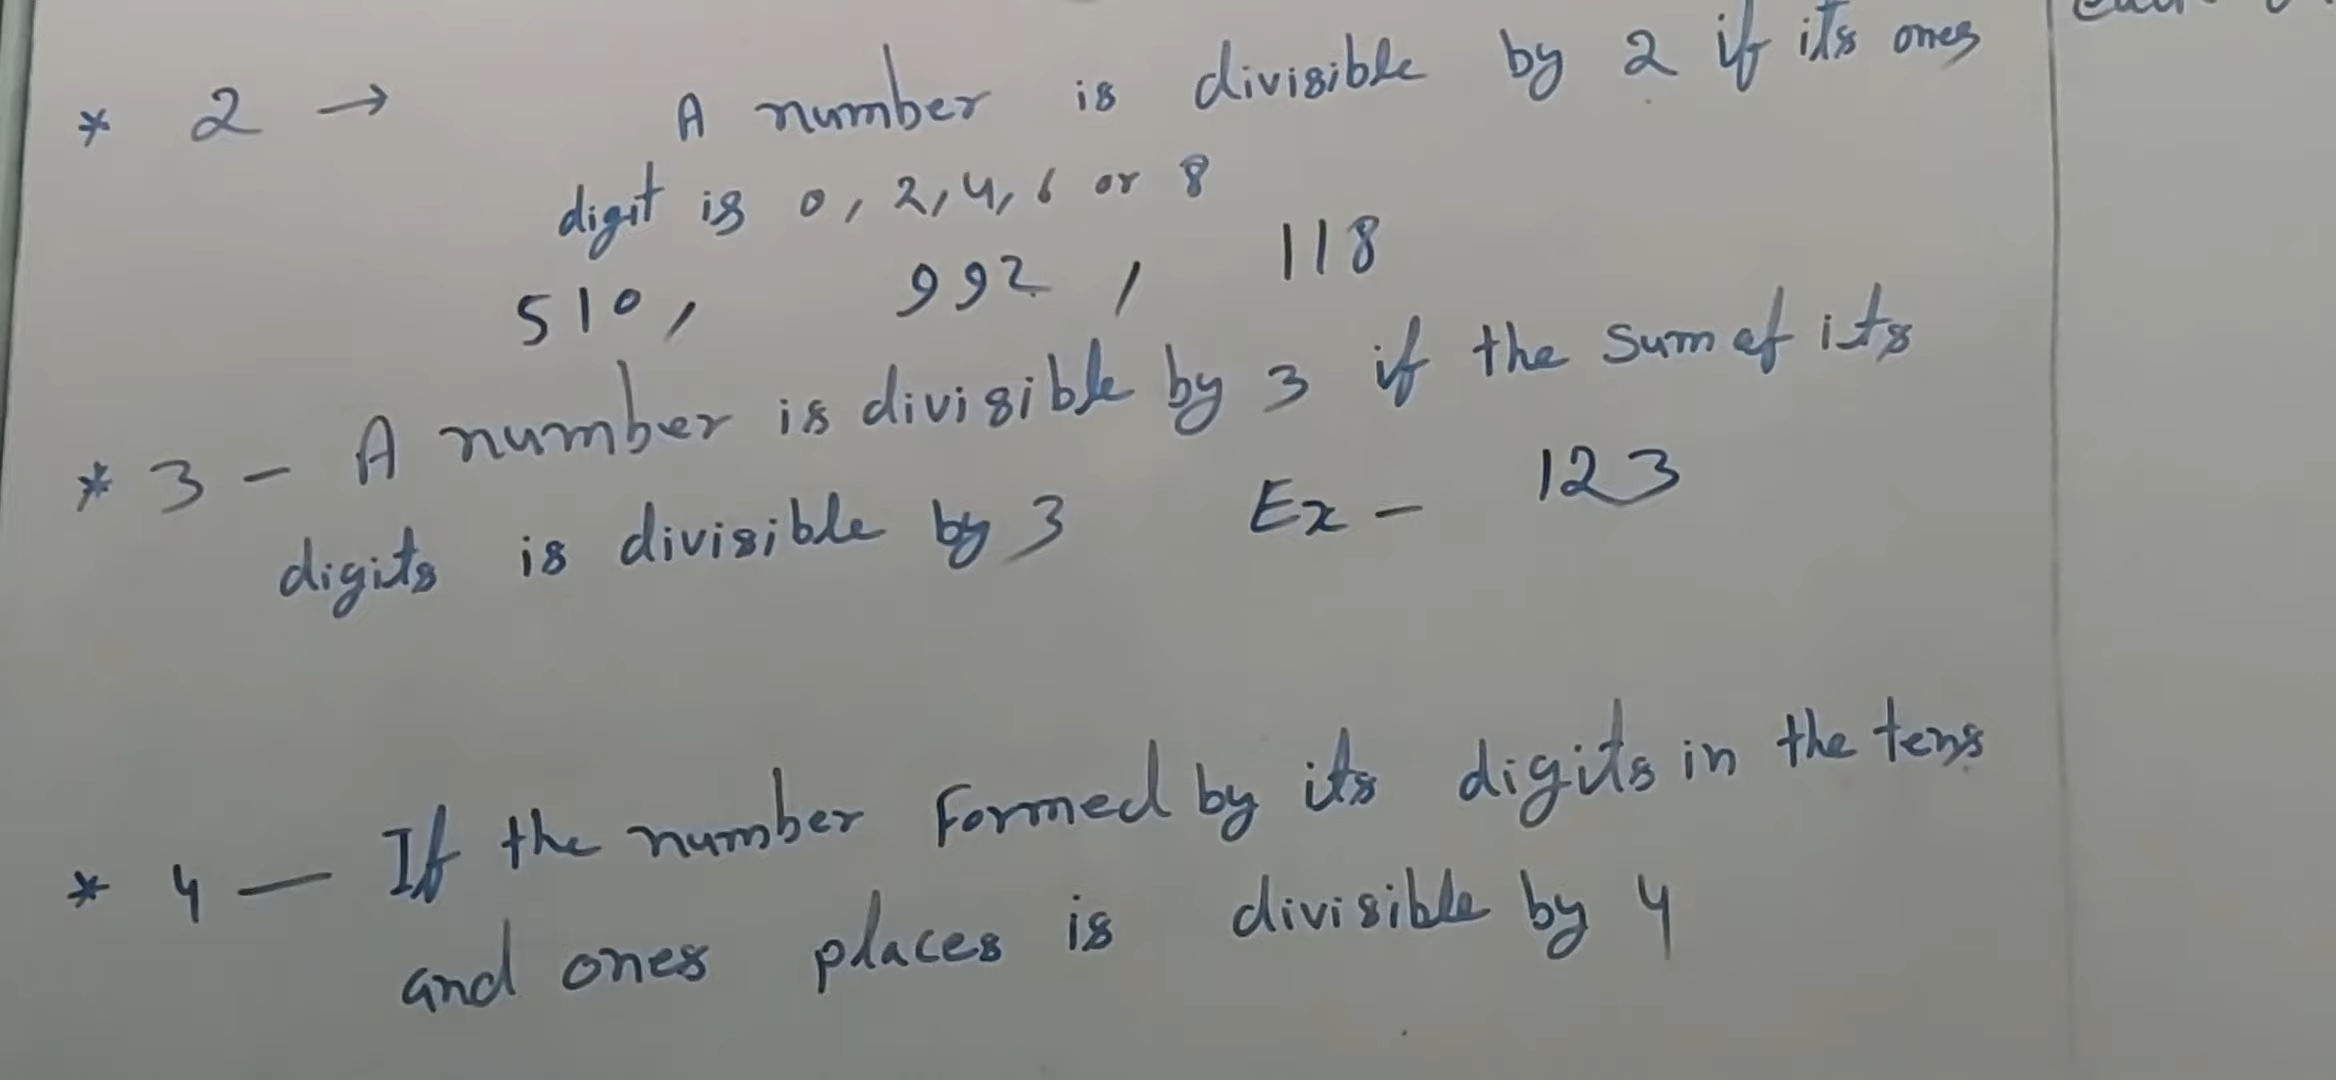 * 2 → A number is divisible by 2 if its ones
digit is 0, 2, 4, 6 or 8
510, 992, 118
* 3 - A number is divisible by 3 if the sum of its
digits is divisible by 3 Ex - 123
* 4 — If the number Formed by its digits in the tens
and ones places is divisible by 4